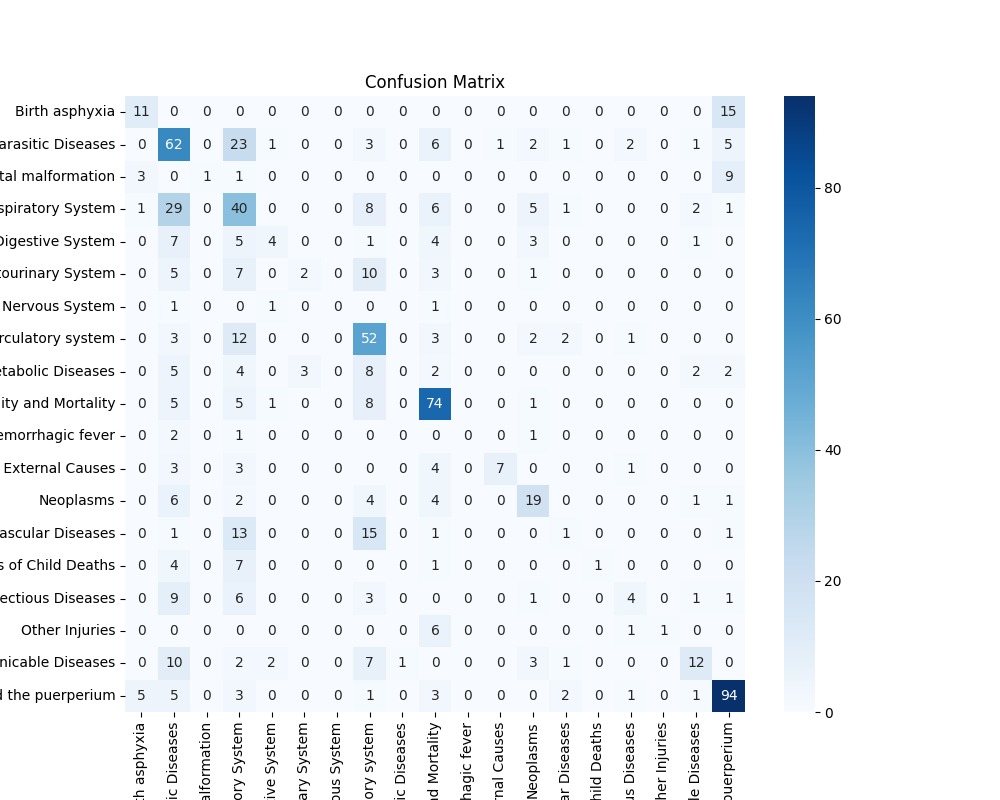 Confusion Matrix
Birth asphyxia 11 0 0 0 0 0 0 0 0 0 0 0 0 0 0 0 0 0 15
arasitic Diseases 0 62 0 23 1 0 0 3 0 6 0 1 2 1 0 2 0 1 5
tal malformation 3 0 1 1 0 0 0 0 0 0 0 0 0 0 0 0 0 0 9
spiratory System 1 29 0 40 0 0 0 8 0 6 0 0 5 1 0 0 0 2 1
Digestive System 0 7 0 5 4 0 0 1 0 4 0 0 3 0 0 0 0 1 0
tourinary System 0 5 0 7 0 2 0 10 0 3 0 0 1 0 0 0 0 0 0
Nervous System 0 1 0 0 1 0 0 0 0 1 0 0 0 0 0 0 0 0 0
rculatory system 0 3 0 12 0 0 0 52 0 3 0 0 2 2 0 1 0 0 0
etabolic Diseases 0 5 0 4 0 3 0 8 0 2 0 0 0 0 0 0 0 2 2
ity and Mortality 0 5 0 5 1 0 0 8 0 74 0 0 1 0 0 0 0 0 0
emorrhagic fever 0 2 0 1 0 0 0 0 0 0 0 0 1 0 0 0 0 0 0
External Causes 0 3 0 3 0 0 0 0 0 4 0 7 0 0 0 1 0 0 0
Neoplasms 0 6 0 2 0 0 0 4 0 4 0 0 19 0 0 0 0 1 1
ascular Diseases 0 1 0 13 0 0 0 15 0 1 0 0 0 1 0 0 0 0 1
s of Child Deaths 0 4 0 7 0 0 0 0 0 1 0 0 0 0 1 0 0 0 0
ectious Diseases 0 9 0 6 0 0 0 3 0 0 0 0 1 0 0 4 0 1 1
Other Injuries 0 0 0 0 0 0 0 0 0 6 0 0 0 0 0 1 1 0 0
nicable Diseases 0 10 0 2 2 0 0 7 1 0 0 0 3 1 0 0 0 12 0
d the puerperium 5 5 0 3 0 0 0 1 0 3 0 0 0 2 0 1 0 1 94
th asphyxia
ic Diseases
alformation
ory System
ive System
ary System
ous System
ory system
ic Diseases
nd Mortality
hagic fever
rnal Causes
Neoplasms
ar Diseases
hild Deaths
us Diseases
her Injuries
le Diseases
puerperium
80
60
40
20
0